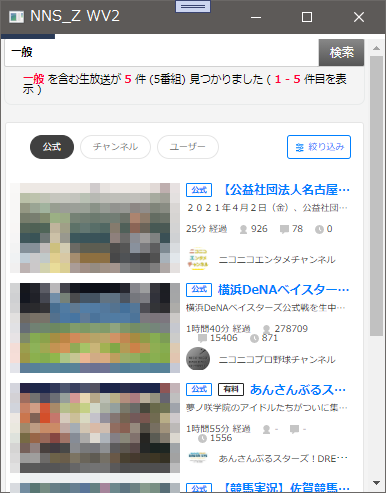 NNS_Z WV2
一般
検索
一般 を含む生放送が 5 件 (5番組) 見つかりました ( 1 - 5 件目を表
示 )
公式
チャンネル
ユーザー
絞り込み
公式 【公益社団法人名古屋…
２０２１年４月２日（金）、公益社団…
25分 経過 926 78 0
ニコニコエンタメチャンネル
公式 横浜DeNAベイスター…
横浜DeNAベイスターズ公式戦を生中…
1時間40分 経過 278709
15406 871
ニコニコプロ野球チャンネル
公式 有料 あんさんぶるス…
夢ノ咲学院のアイドルたちがついに集…
1時間55分 経過 - -
1556
あんさんぶるスターズ！DRE…
公式 【競馬実況】佐賀競馬…